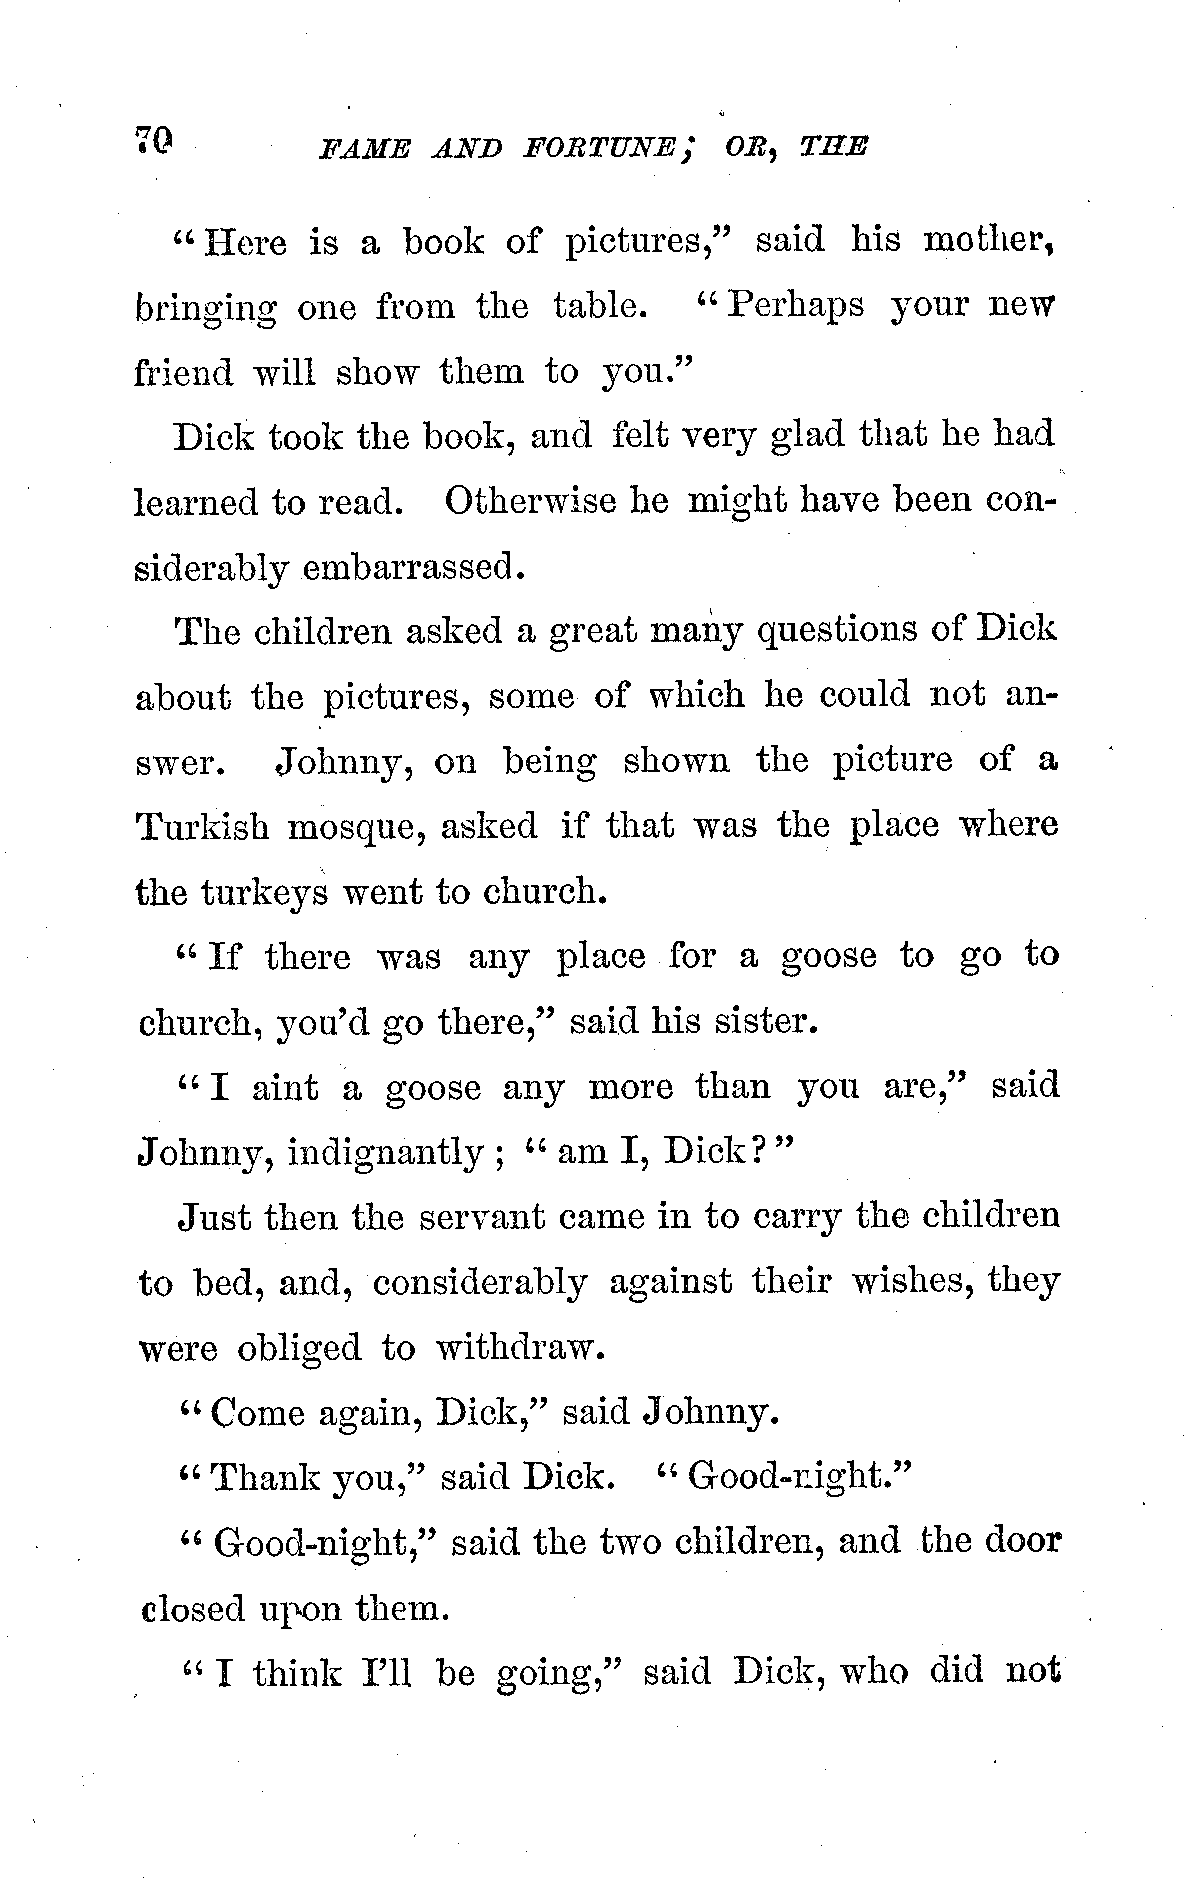 70 FAME AND FORTUNE; OR, THE
“Here is a book of pictures,” said his mother,
bringing one from the table. “Perhaps your new
friend will show them to you.”
Dick took the book, and felt very glad that he had
learned to read. Otherwise he might have been con-
siderably embarrassed.
The children asked a great many questions of Dick
about the pictures, some of which he could not an-
swer. Johnny, on being shown the picture of a
Turkish mosque, asked if that was the place where
the turkeys went to church.
“If there was any place for a goose to go to
church, you’d go there,” said his sister.
“I aint a goose any more than you are,” said
Johnny, indignantly; “am I, Dick?”
Just then the servant came in to carry the children
to bed, and, considerably against their wishes, they
were obliged to withdraw.
“Come again, Dick,” said Johnny.
“Thank you,” said Dick. “Good-night.”
“Good-night,” said the two children, and the door
closed upon them.
“I think I’ll be going,” said Dick, who did not